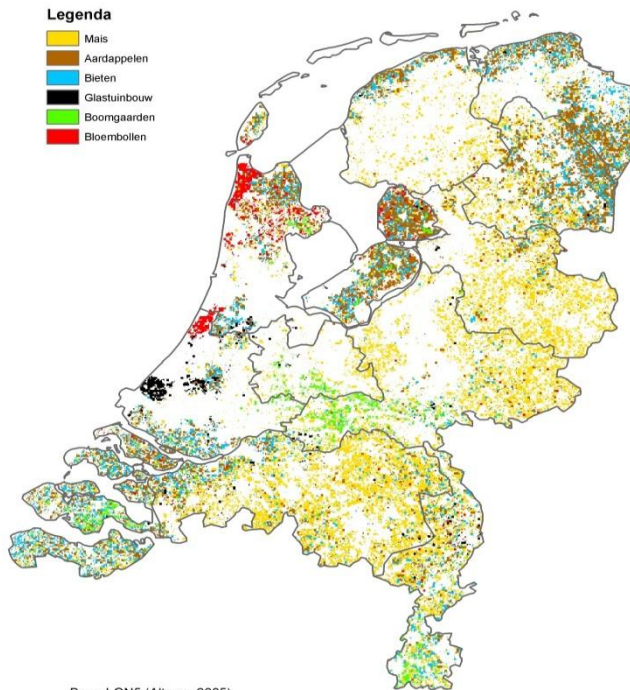 Legenda
Mais
Aardappelen
Bieten
Glastuinbouw
Boomgaarden
Bloembollen